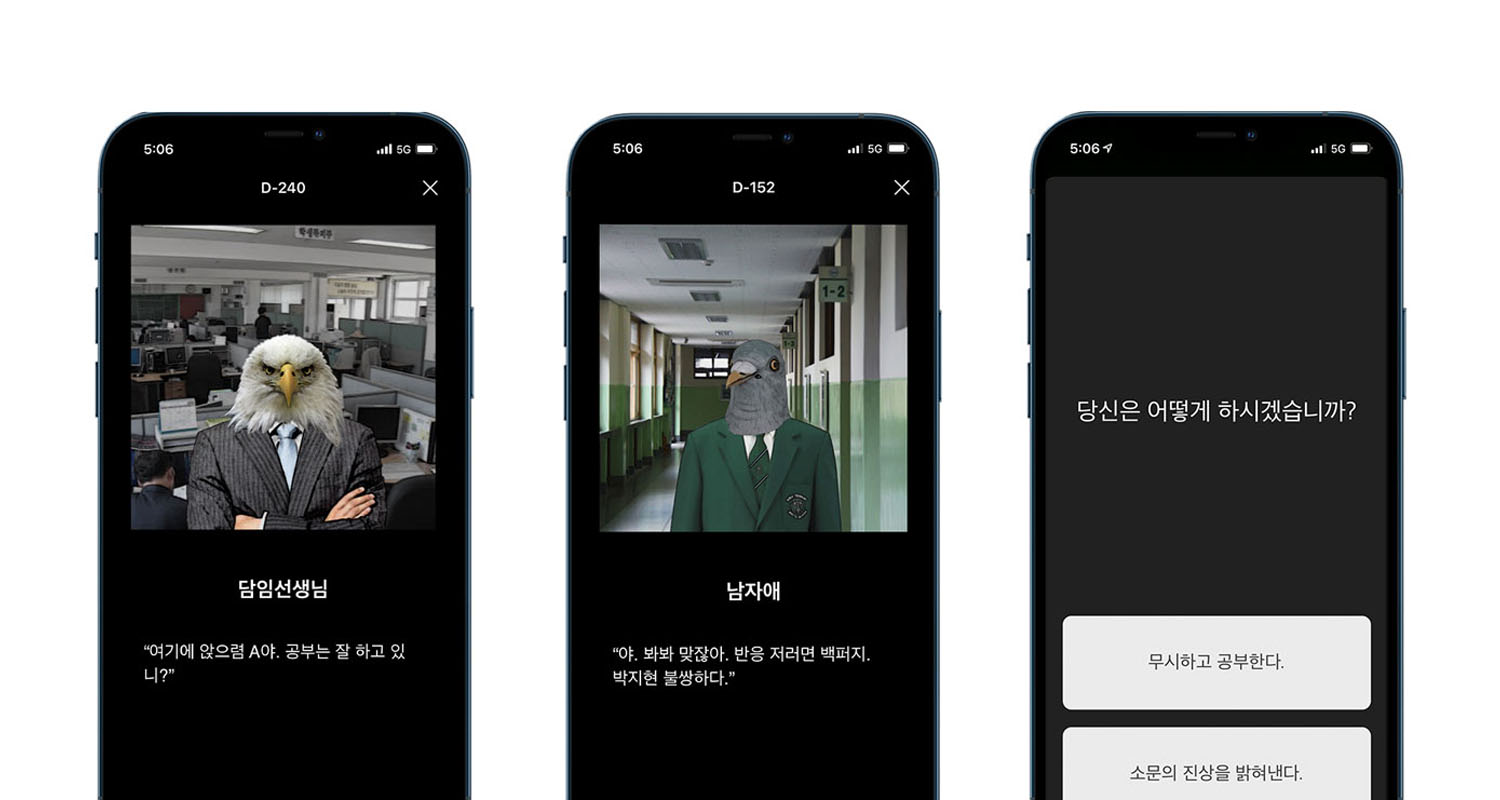 5:06
5G
D-240
학생복지부
담임선생님
“여기에 앉으렴 A야. 공부는 잘 하고 있
니?”
5:06
5G
D-152
1-2
남자애
“야. 봐봐 맞잖아. 반응 저러면 백퍼지.
박지현 불쌍하다.”
5:06
5G
당신은 어떻게 하시겠습니까?
무시하고 공부한다.
소문의 진상을 밝혀낸다.